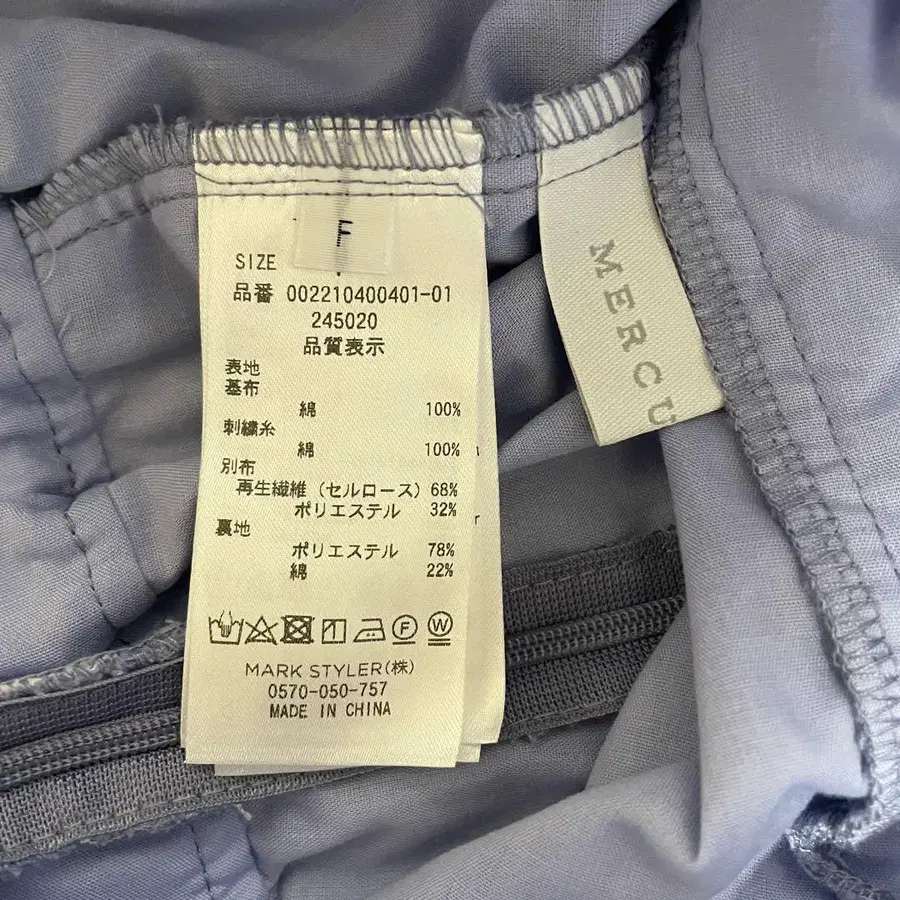 F
SIZE
品番 002210400401-01
245020
品質表示
表地
基布
綿 100%
刺繍糸
綿 100%
別布
再生繊維（セルロース）68%
ポリエステル 32%
裏地
ポリエステル 78%
綿 22%
MARK STYLER(株)
0570-050-757
MADE IN CHINA
MERCU